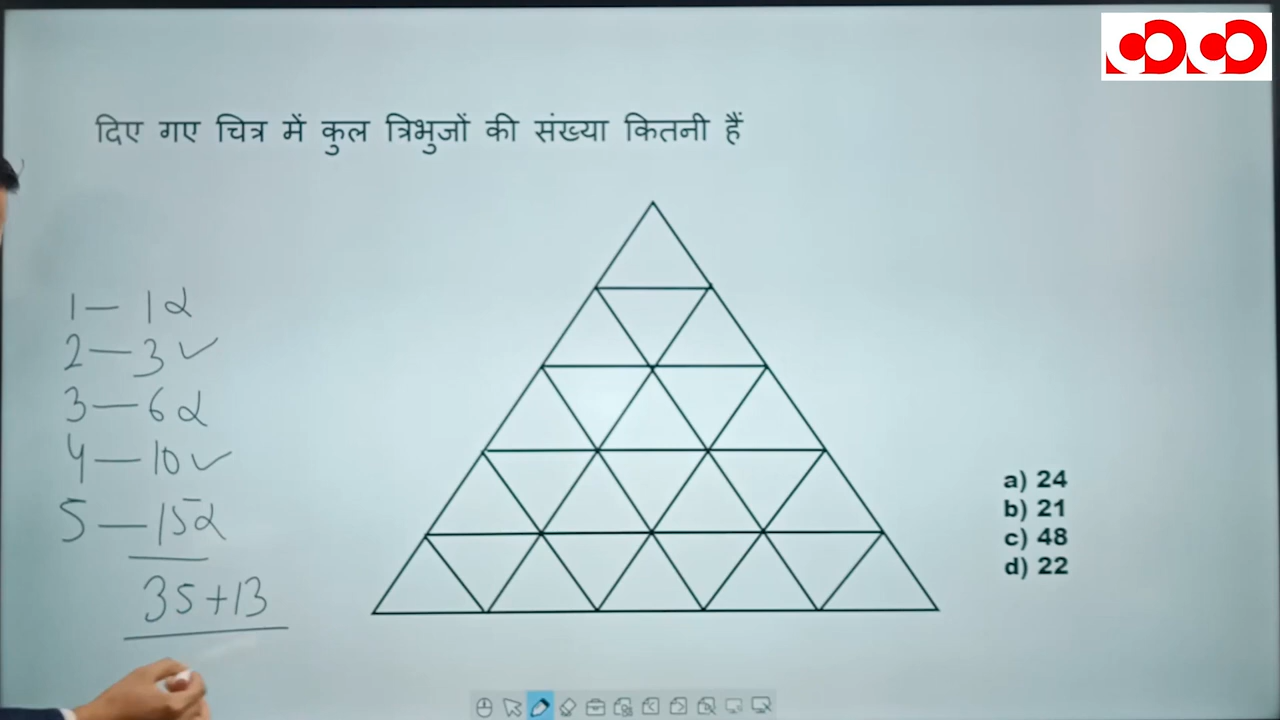 दिए गए चित्र में कुल त्रिभुजों की संख्या कितनी हैं
1 — 1
2 — 3 ✓
3 — 6
4 — 10 ✓
5 — 15
35+13
a) 24
b) 21
c) 48
d) 22